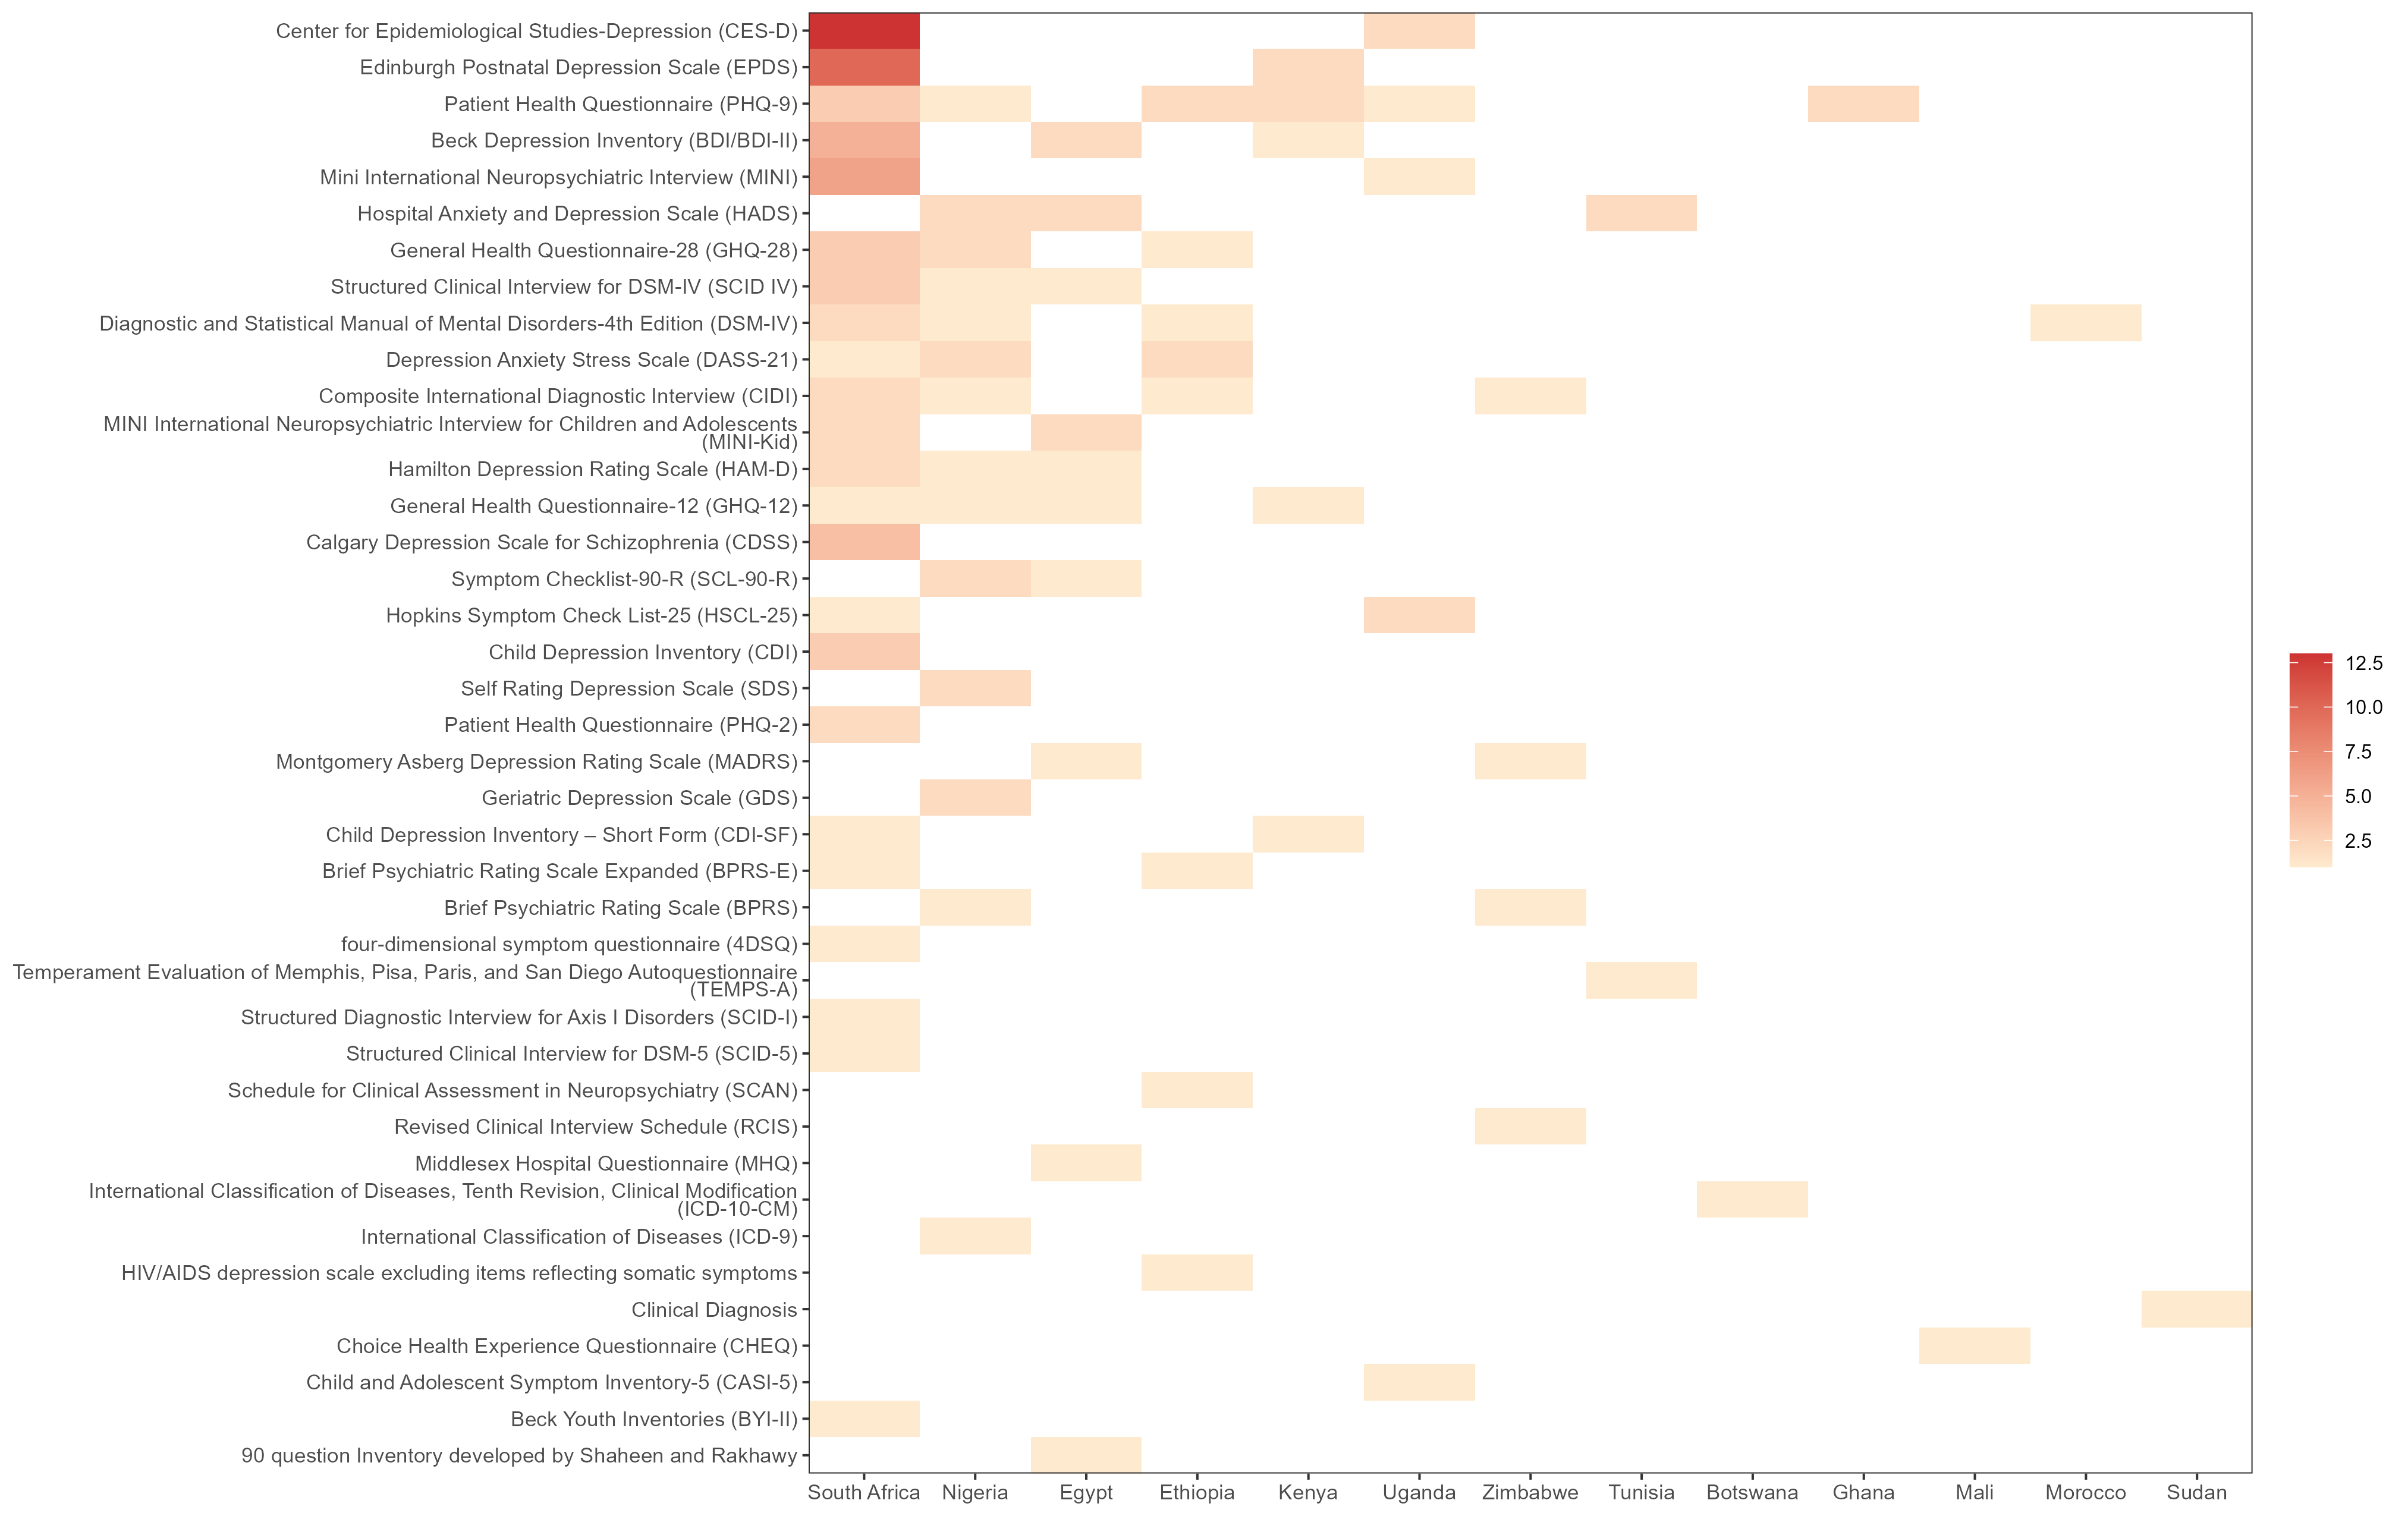 Center for Epidemiological Studies-Depression (CES-D)
Edinburgh Postnatal Depression Scale (EPDS)
Patient Health Questionnaire (PHQ-9)
Beck Depression Inventory (BDI/BDI-II)
Mini International Neuropsychiatric Interview (MINI)
Hospital Anxiety and Depression Scale (HADS)
General Health Questionnaire-28 (GHQ-28)
Structured Clinical Interview for DSM-IV (SCID IV)
Diagnostic and Statistical Manual of Mental Disorders-4th Edition (DSM-IV)
Depression Anxiety Stress Scale (DASS-21)
Composite International Diagnostic Interview (CIDI)
MINI International Neuropsychiatric Interview for Children and Adolescents
(MINI-Kid)
Hamilton Depression Rating Scale (HAM-D)
General Health Questionnaire-12 (GHQ-12)
Calgary Depression Scale for Schizophrenia (CDSS)
Symptom Checklist-90-R (SCL-90-R)
Hopkins Symptom Check List-25 (HSCL-25)
Child Depression Inventory (CDI)
Self Rating Depression Scale (SDS)
Patient Health Questionnaire (PHQ-2)
Montgomery Asberg Depression Rating Scale (MADRS)
Geriatric Depression Scale (GDS)
Child Depression Inventory – Short Form (CDI-SF)
Brief Psychiatric Rating Scale Expanded (BPRS-E)
Brief Psychiatric Rating Scale (BPRS)
four-dimensional symptom questionnaire (4DSQ)
Temperament Evaluation of Memphis, Pisa, Paris, and San Diego Autoquestionnaire
(TEMPS-A)
Structured Diagnostic Interview for Axis I Disorders (SCID-I)
Structured Clinical Interview for DSM-5 (SCID-5)
Schedule for Clinical Assessment in Neuropsychiatry (SCAN)
Revised Clinical Interview Schedule (RCIS)
Middlesex Hospital Questionnaire (MHQ)
International Classification of Diseases, Tenth Revision, Clinical Modification
(ICD-10-CM)
International Classification of Diseases (ICD-9)
HIV/AIDS depression scale excluding items reflecting somatic symptoms
Clinical Diagnosis
Choice Health Experience Questionnaire (CHEQ)
Child and Adolescent Symptom Inventory-5 (CASI-5)
Beck Youth Inventories (BYI-II)
90 question Inventory developed by Shaheen and Rakhawy
South Africa Nigeria Egypt Ethiopia Kenya Uganda Zimbabwe Tunisia Botswana Ghana Mali Morocco Sudan
12.5
10.0
7.5
5.0
2.5